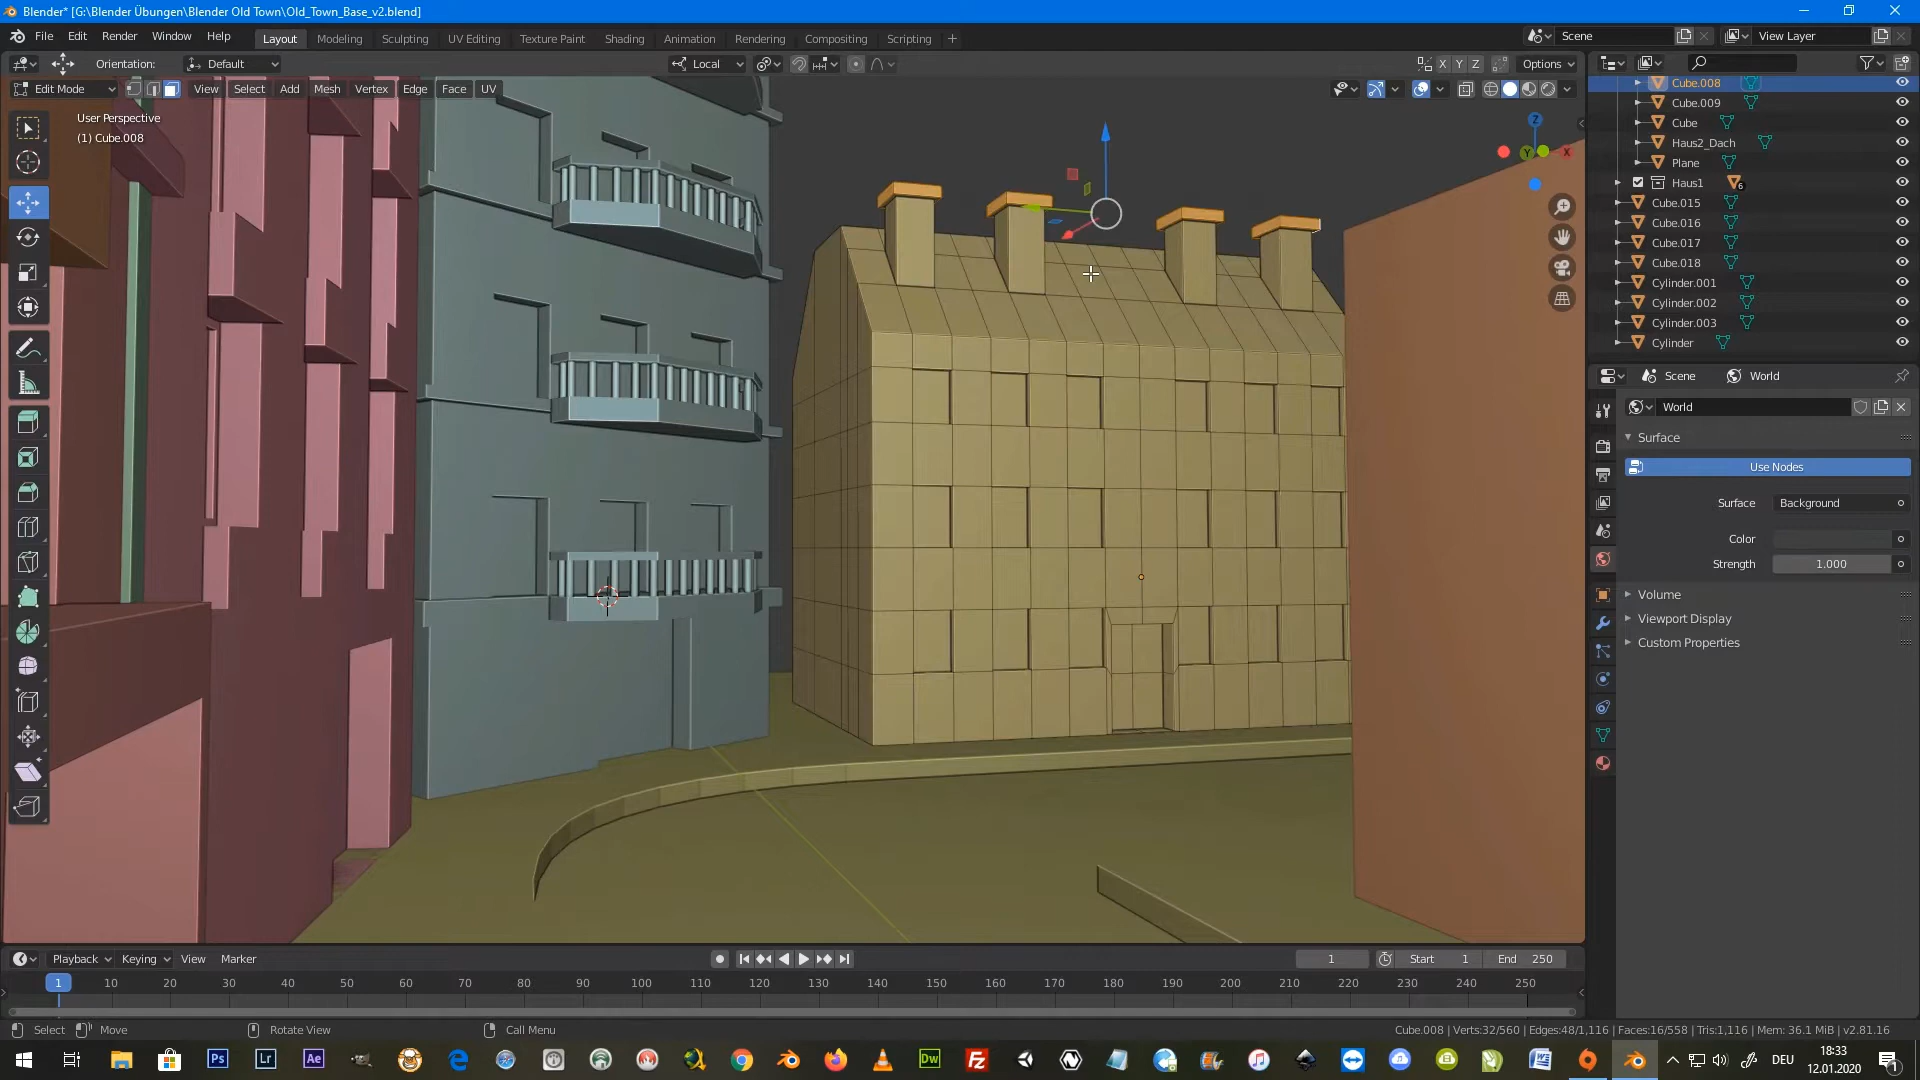 Blender* [G:\Blender Übungen\Blender Old Town\Old_Town_Base_v2.blend]
File Edit Render Window Help Layout Modeling Sculpting UV Editing Texture Paint Shading Animation Rendering Compositing Scripting + Scene View Layer
Orientation: Default Local X Y Z Options
Edit Mode View Select Add Mesh Vertex Edge Face UV
User Perspective
(1) Cube.008
Z
Y
X
Cube.008
Cube.009
Cube
Haus2_Dach
Plane
Haus1 6
Cube.015
Cube.016
Cube.017
Cube.018
Cylinder.001
Cylinder.002
Cylinder.003
Cylinder
Scene World
World
Surface
Use Nodes
Surface Background
Color
Strength 1.000
Volume
Viewport Display
Custom Properties
Playback Keying View Marker 1 Start 1 End 250
1 10 20 30 40 50 60 70 80 90 100 110 120 130 140 150 160 170 180 190 200 210 220 230 240 250
Select Move Rotate View Call Menu Cube.008 | Verts:32/560 | Edges:48/1,116 | Faces:16/558 | Tris:1,116 | Mem: 36.1 MiB | v2.81.16
Ps Lr Ae Dw Fz DEU 18:33
12.01.2020 1